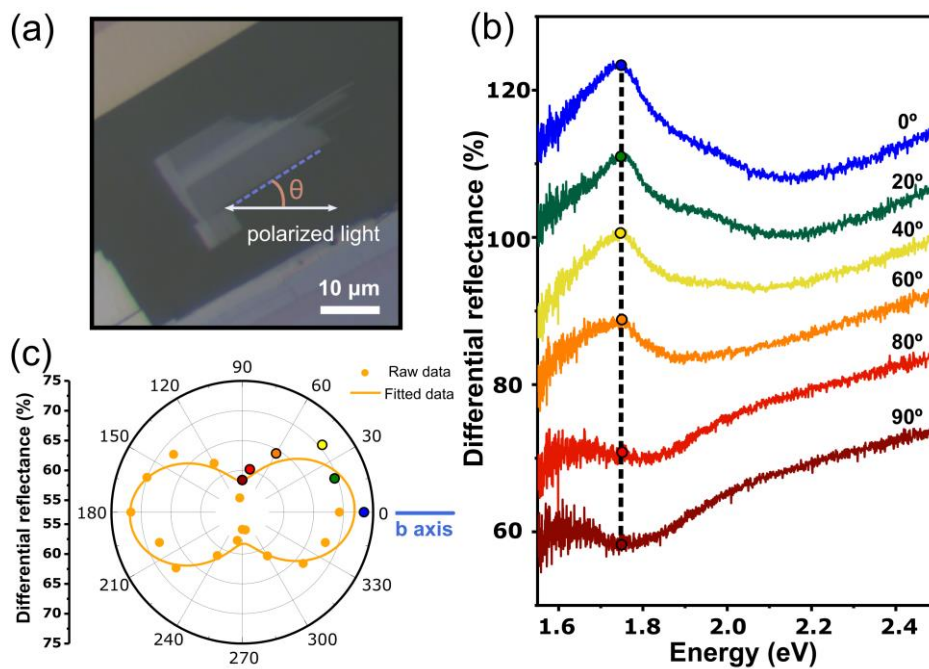 (a)
θ
polarized light
10 μm
(b)
Differential reflectance (%)
120
100
80
60
0º
20º
40º
60º
80º
90º
1.6
1.8
2.0
2.2
2.4
Energy (eV)
(c)
Differential reflectance (%)
75
70
65
60
55
60
65
70
75
90
60
30
0
330
300
270
240
210
180
150
120
Raw data
Fitted data
b axis